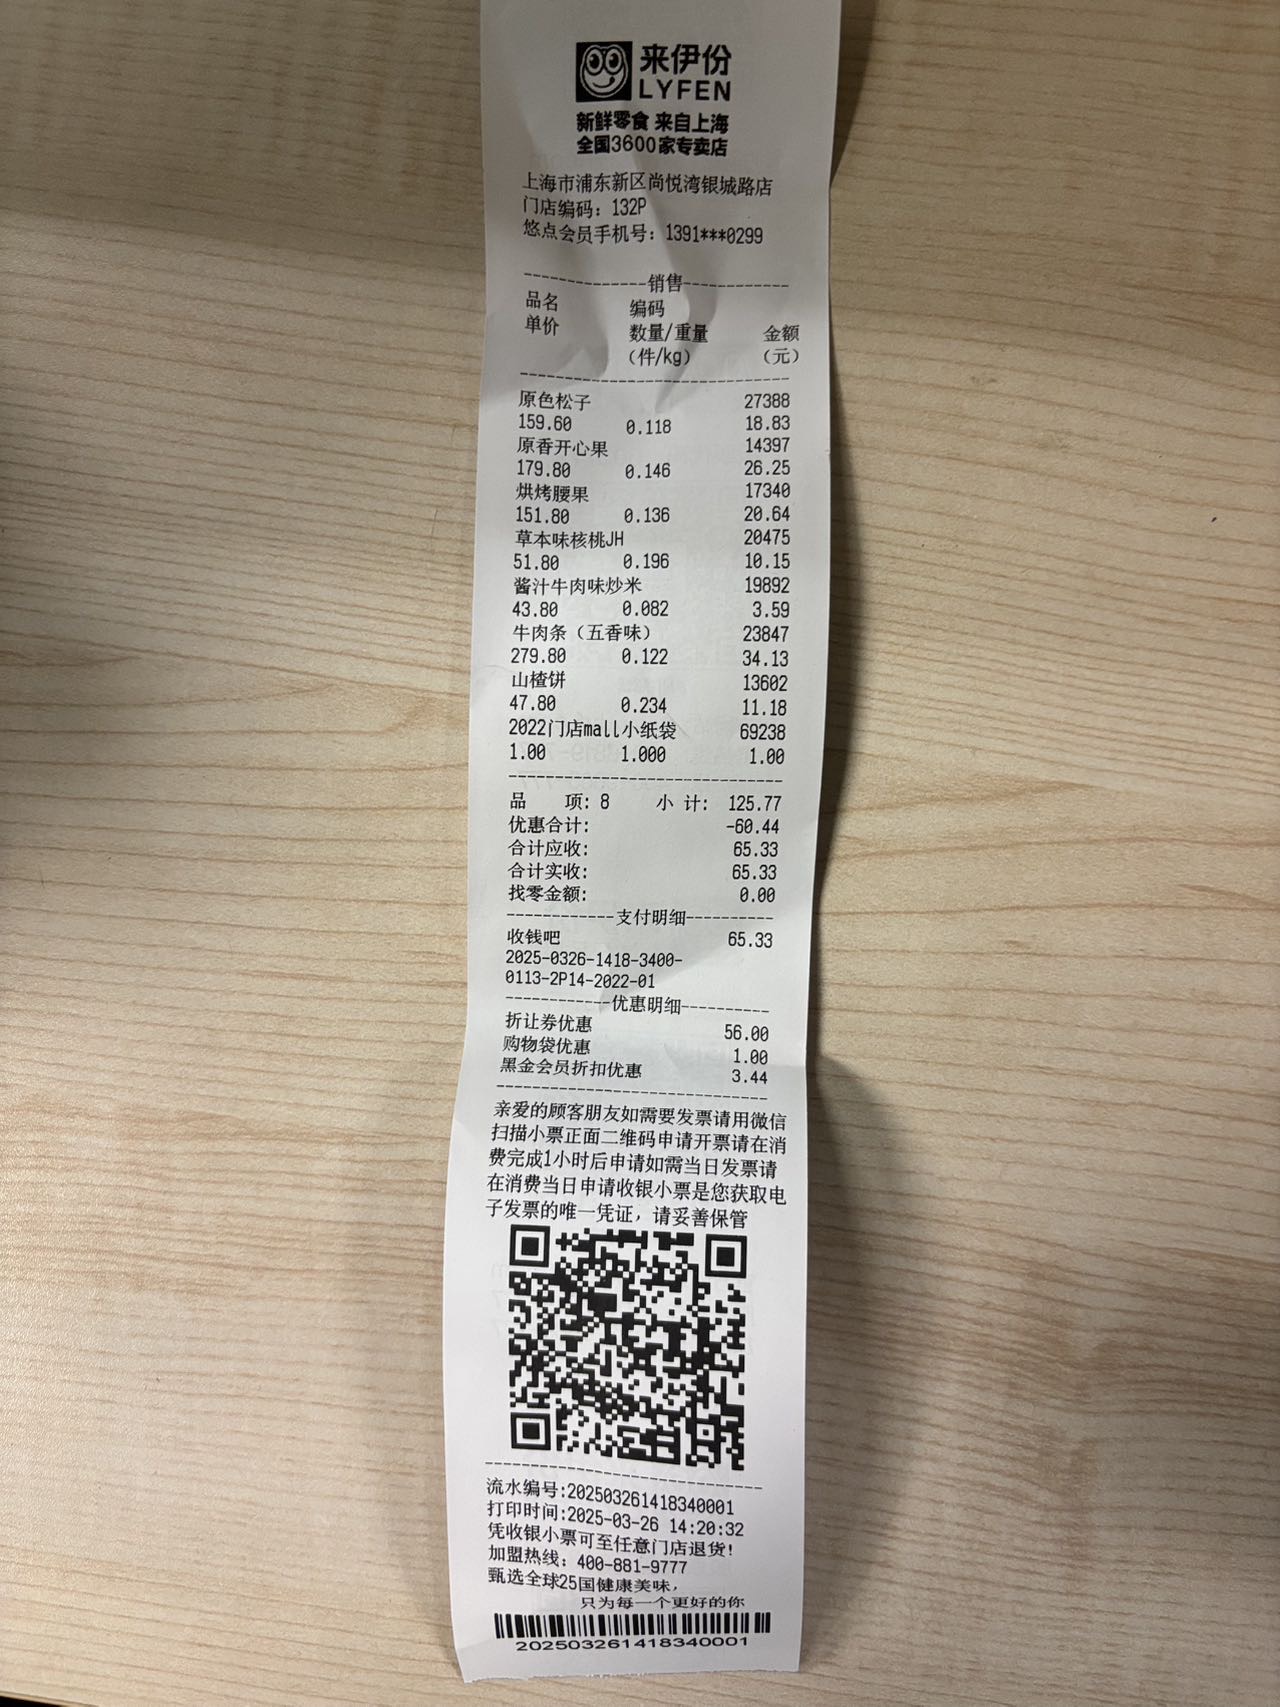 来伊份
LYFEN
新鲜零食 来自上海
全国3600家专卖店
上海市浦东新区尚悦湾银城路店
门店编码：132P
悠点会员手机号：1391***0299
--------------销售------------
品名 编码
单价 数量/重量 金额
（件/kg） （元）
------------------------------
原色松子 27388
159.60 0.118 18.83
原香开心果 14397
179.80 0.146 26.25
烘烤腰果 17340
151.80 0.136 20.64
草本味核桃JH 20475
51.80 0.196 10.15
酱汁牛肉味炒米 19892
43.80 0.082 3.59
牛肉条（五香味） 23847
279.80 0.122 34.13
山楂饼 13602
47.80 0.234 11.18
2022门店mall小纸袋 69238
1.00 1.000 1.00
------------------------------
品 项: 8 小 计: 125.77
优惠合计: -60.44
合计应收: 65.33
合计实收: 65.33
找零金额: 0.00
------------支付明细----------
收钱吧 65.33
2025-0326-1418-3400-
0113-2P14-2022-01
------------优惠明细----------
折让券优惠 56.00
购物袋优惠 1.00
黑金会员折扣优惠 3.44
------------------------------
亲爱的顾客朋友如需要发票请用微信
扫描小票正面二维码申请开票请在消
费完成1小时后申请如需当日发票请
在消费当日申请收银小票是您获取电
子发票的唯一凭证，请妥善保管
------------------------------
流水编号:202503261418340001
打印时间:2025-03-26 14:20:32
凭收银小票可至任意门店退货!
加盟热线：400-881-9777
甄选全球25国健康美味，
只为每一个更好的你
202503261418340001